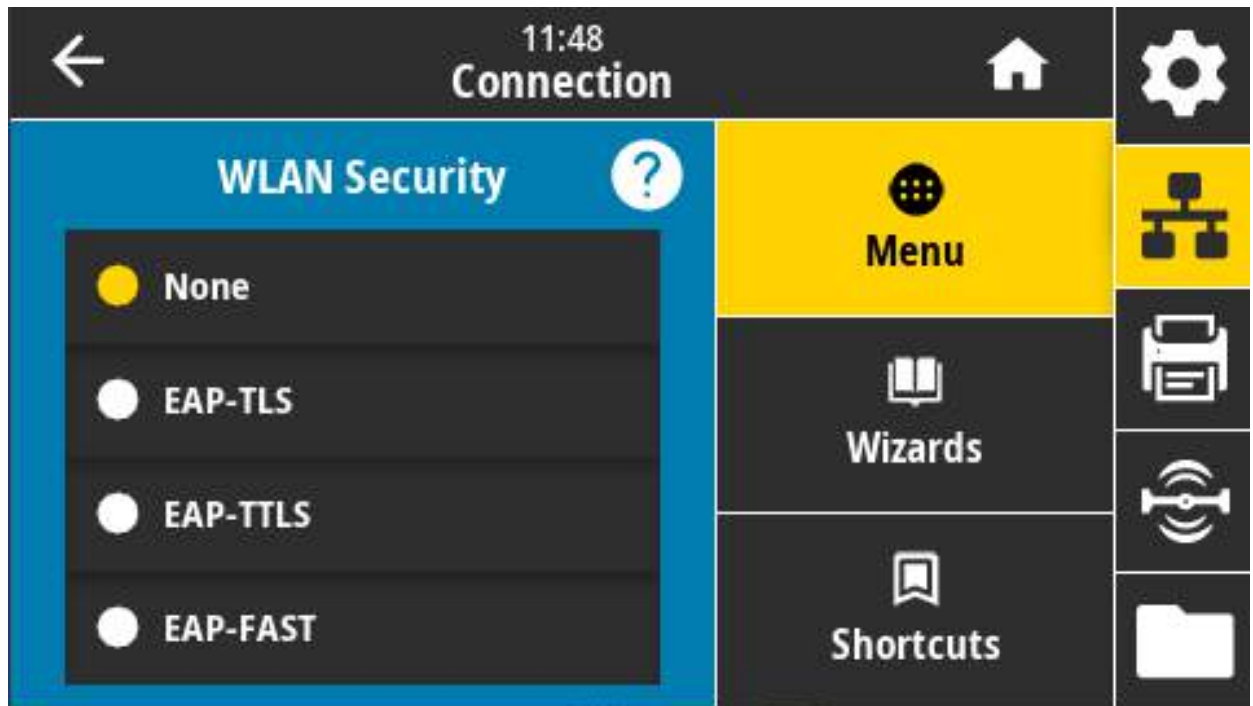 11:48
Connection
WLAN Security
?
None
EAP-TLS
EAP-TTLS
EAP-FAST
Menu
Wizards
Shortcuts